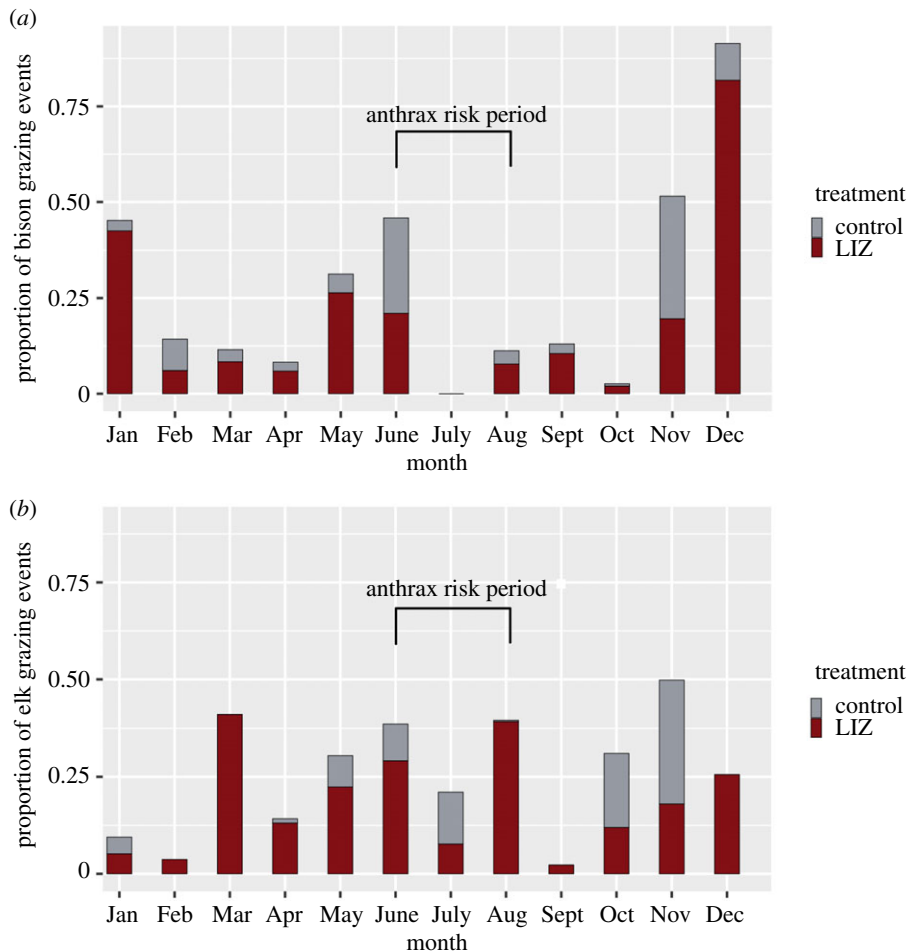 (a)
proportion of bison grazing events
0.75
0.50
0.25
0
anthrax risk period
Jan Feb Mar Apr May June July Aug Sept Oct Nov Dec
month
treatment
control
LIZ
(b)
proportion of elk grazing events
0.75
0.50
0.25
0
anthrax risk period
Jan Feb Mar Apr May June July Aug Sept Oct Nov Dec
month
treatment
control
LIZ